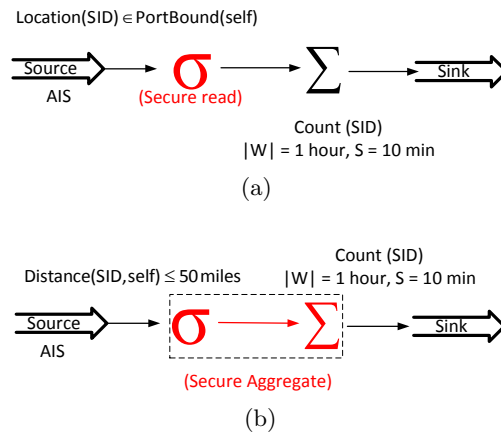 Location(SID) ∈ PortBound(self)
Source σ ∑ Sink
AIS (Secure read)
Count (SID)
|W| = 1 hour, S = 10 min
(a)
Count (SID)
Distance(SID,self) ≤ 50 miles |W| = 1 hour, S = 10 min
Source σ ∑ Sink
AIS
(Secure Aggregate)
(b)